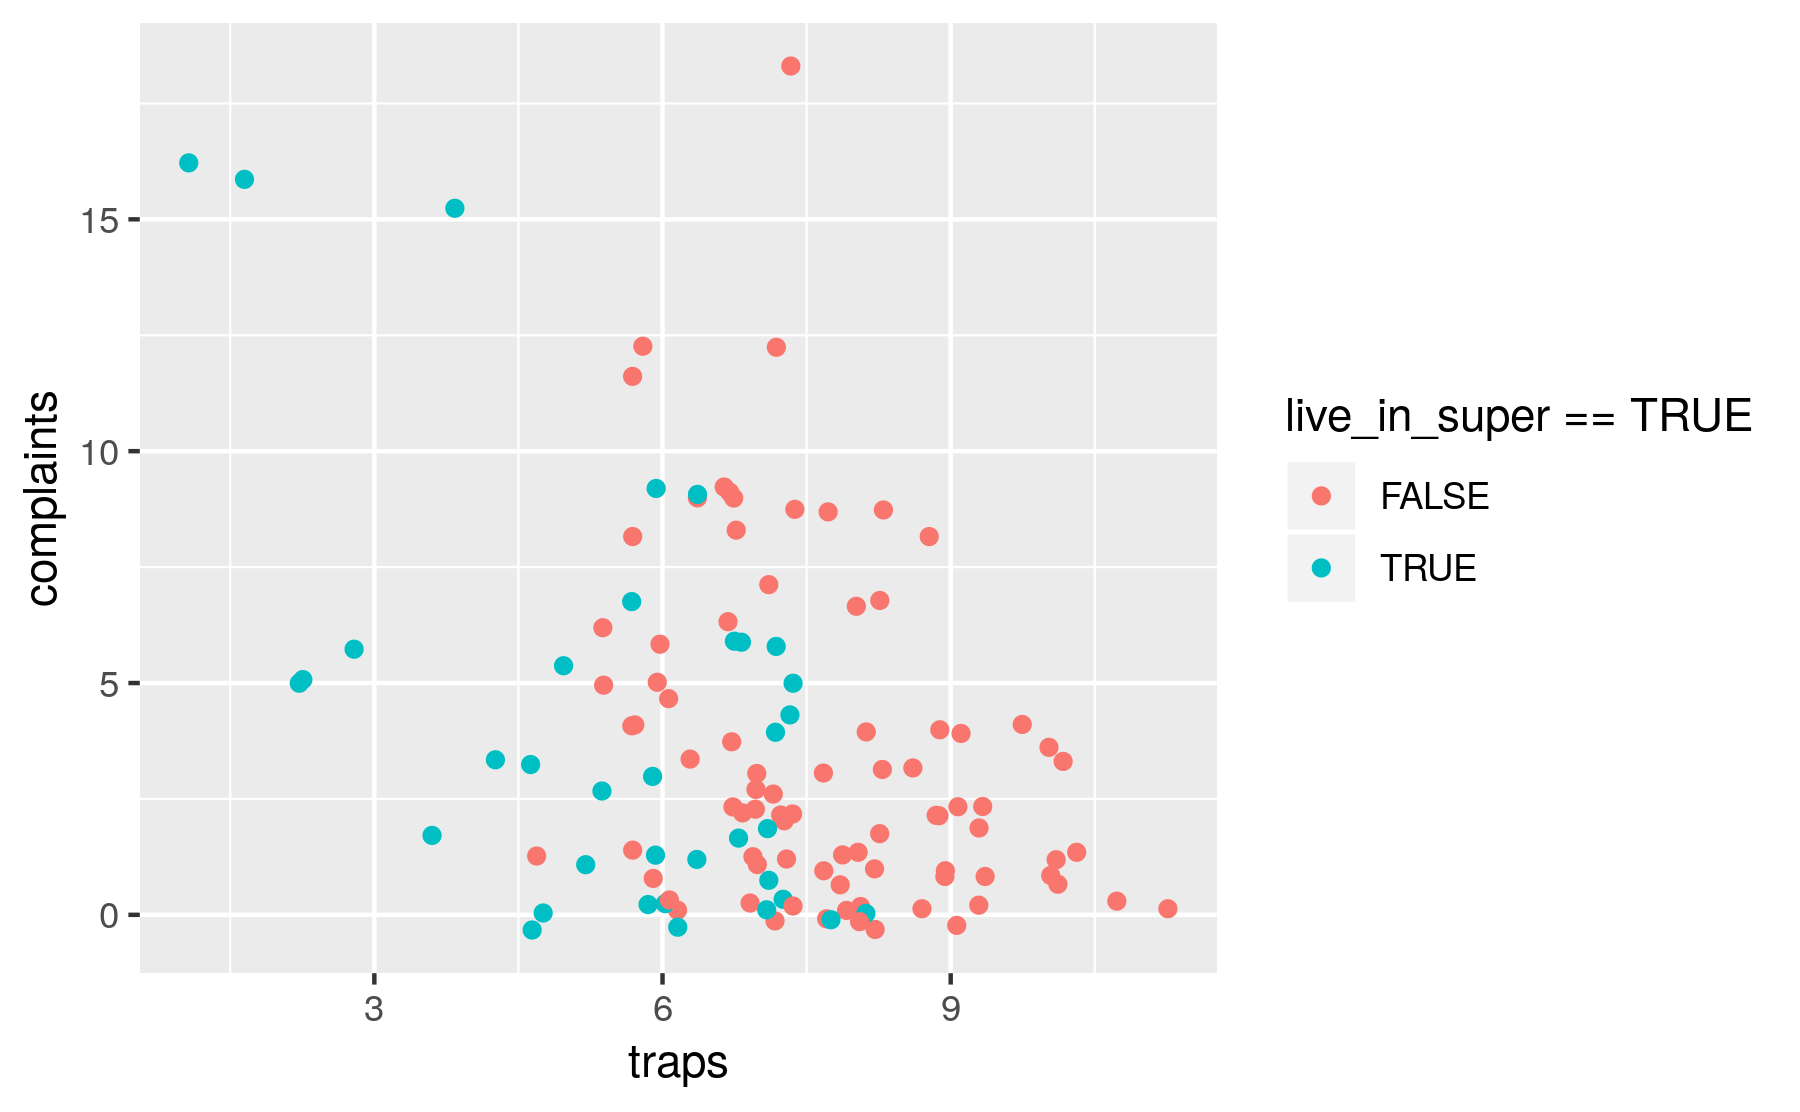 15
10
5
0
complaints
3
6
9
traps
live_in_super == TRUE
FALSE
TRUE